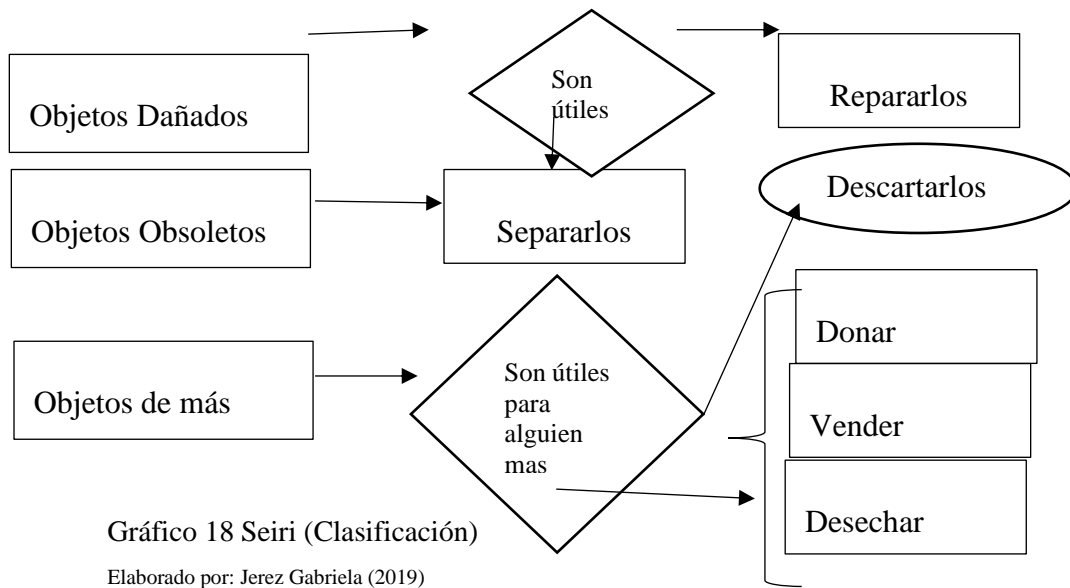 Objetos Dañados
Son
útiles
Repararlos
Objetos Obsoletos
Separarlos
Descartarlos
Objetos de más
Son útiles
para
alguien
mas
Donar
Vender
Desechar
Gráfico 18 Seiri (Clasificación)
Elaborado por: Jerez Gabriela (2019)